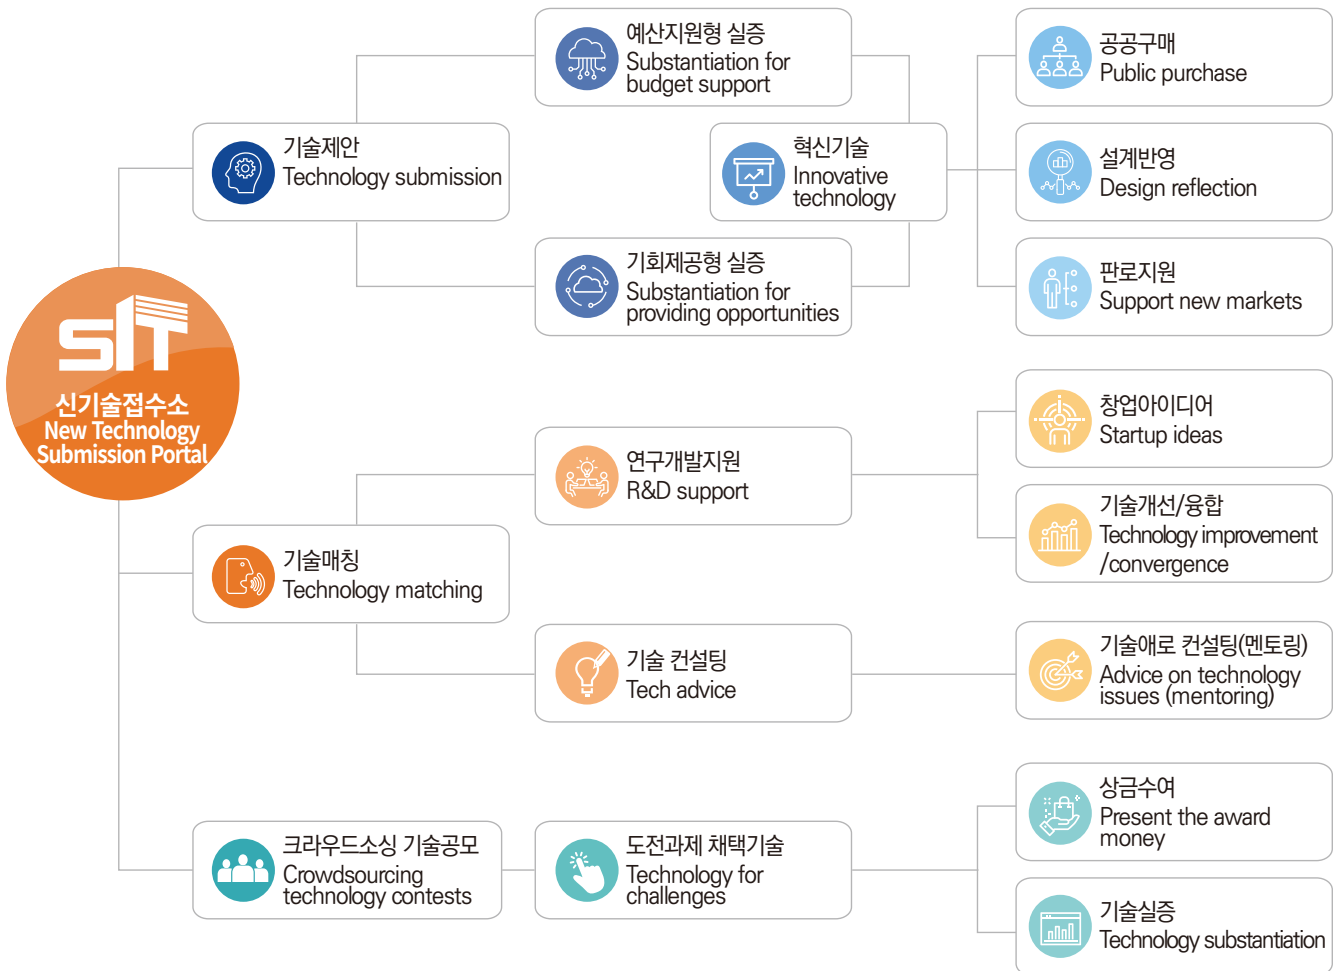 SIT
신기술접수소
New Technology
Submission Portal
기술제안
Technology submission
예산지원형 실증
Substantiation for
budget support
기회제공형 실증
Substantiation for
providing opportunities
혁신기술
Innovative
technology
공공구매
Public purchase
설계반영
Design reflection
판로지원
Support new markets
기술매칭
Technology matching
연구개발지원
R&D support
창업아이디어
Startup ideas
기술개선/융합
Technology improvement
/convergence
기술 컨설팅
Tech advice
기술애로 컨설팅(멘토링)
Advice on technology
issues (mentoring)
크라우드소싱 기술공모
Crowdsourcing
technology contests
도전과제 채택기술
Technology for
challenges
상금수여
Present the award
money
기술실증
Technology substantiation